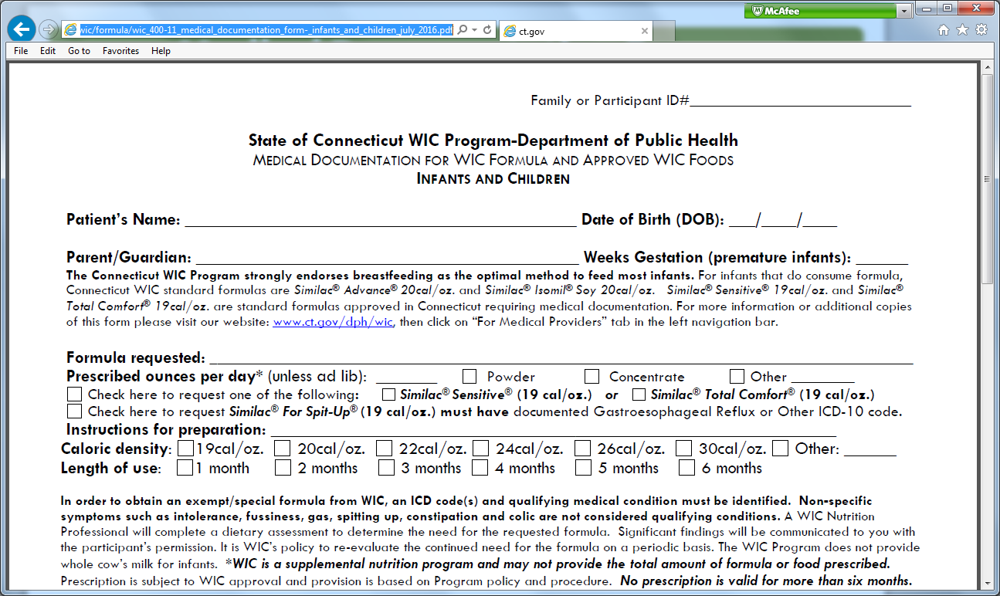 McAfee
wic/formula/wic_400-11_medical_documentation_form-_infants_and_children_july_2016.pdf
ct.gov
File Edit Go to Favorites Help
Family or Participant ID#______________________________
State of Connecticut WIC Program-Department of Public Health
MEDICAL DOCUMENTATION FOR WIC FORMULA AND APPROVED WIC FOODS
INFANTS AND CHILDREN
Patient's Name: ______________________________ Date of Birth (DOB): ___/____/____
Parent/Guardian: ______________________________ Weeks Gestation (premature infants): ______
The Connecticut WIC Program strongly endorses breastfeeding as the optimal method to feed most infants. For infants that do consume formula,
Connecticut WIC standard formulas are Similac® Advance® 20cal/oz. and Similac® Isomil® Soy 20cal/oz. Similac® Sensitive® 19cal/oz. and Similac®
Total Comfort® 19cal/oz. are standard formulas approved in Connecticut requiring medical documentation. For more information or additional copies
of this form please visit our website: www.ct.gov/dph/wic, then click on “For Medical Providers” tab in the left navigation bar.
Formula requested: ______________________________
Prescribed ounces per day* (unless ad lib): ________ Powder Concentrate Other ________
Check here to request one of the following: Similac® Sensitive® (19 cal/oz.) or Similac® Total Comfort® (19 cal/oz.)
Check here to request Similac® For Spit-Up® (19 cal/oz.) must have documented Gastroesophageal Reflux or Other ICD-10 code.
Instructions for preparation: ______________________________
Caloric density: 19cal/oz. 20cal/oz. 22cal/oz. 24cal/oz. 26cal/oz. 30cal/oz. Other: _______
Length of use: 1 month 2 months 3 months 4 months 5 months 6 months
In order to obtain an exempt/special formula from WIC, an ICD code(s) and qualifying medical condition must be identified. Non-specific
symptoms such as intolerance, fussiness, gas, spitting up, constipation and colic are not considered qualifying conditions. A WIC Nutrition
Professional will complete a dietary assessment to determine the need for the requested formula. Significant findings will be communicated to you with
the participant's permission. It is WIC's policy to re-evaluate the continued need for the formula on a periodic basis. The WIC Program does not provide
whole cow's milk for infants. *WIC is a supplemental nutrition program and may not provide the total amount of formula or food prescribed.
Prescription is subject to WIC approval and provision is based on Program policy and procedure. No prescription is valid for more than six months.